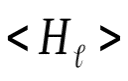 < H_ℓ >